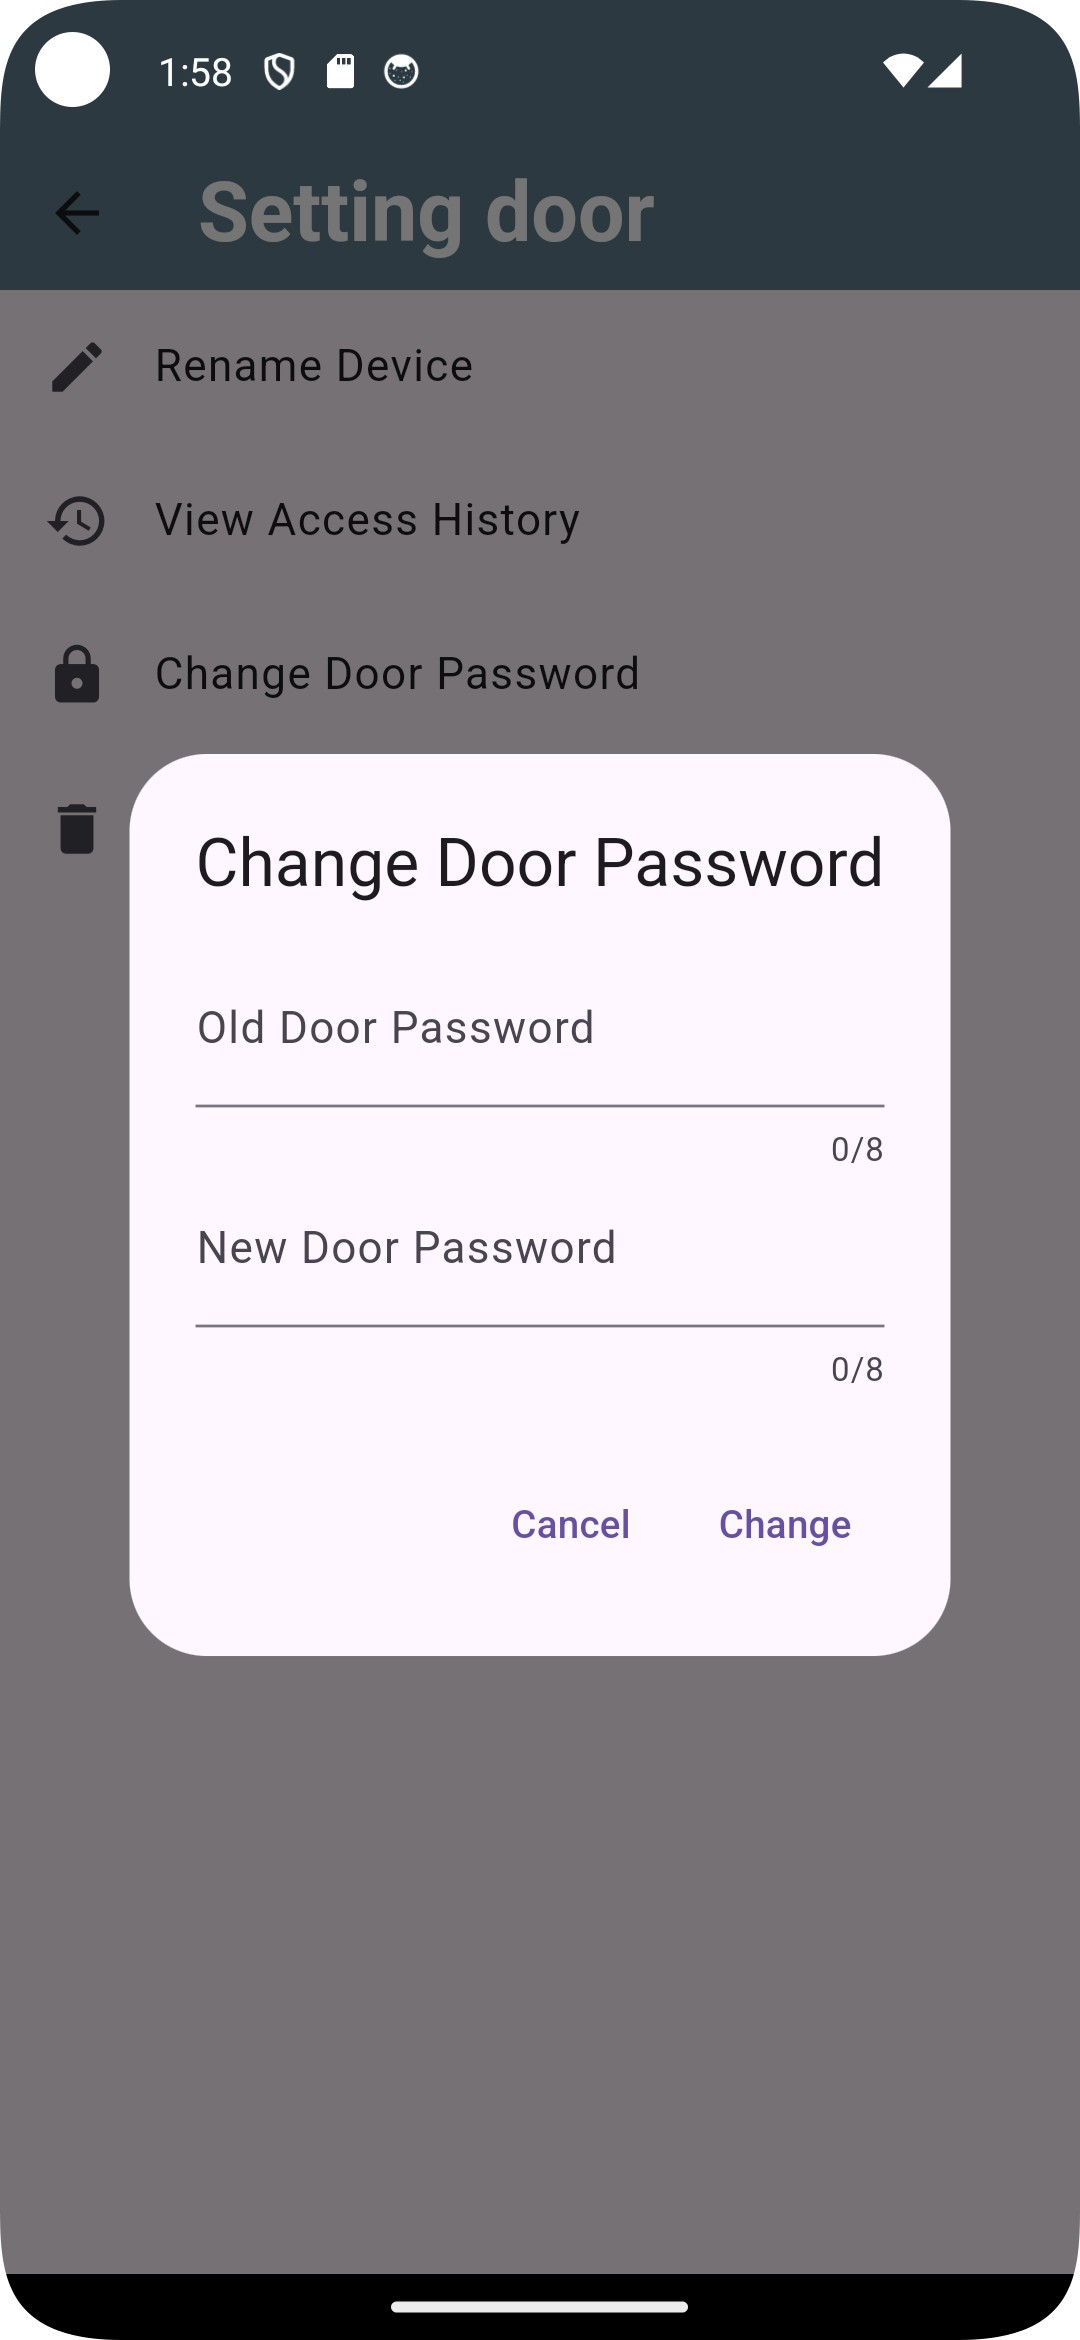 1:58
Setting door
Rename Device
View Access History
Change Door Password
Change Door Password
Old Door Password
0/8
New Door Password
0/8
Cancel Change